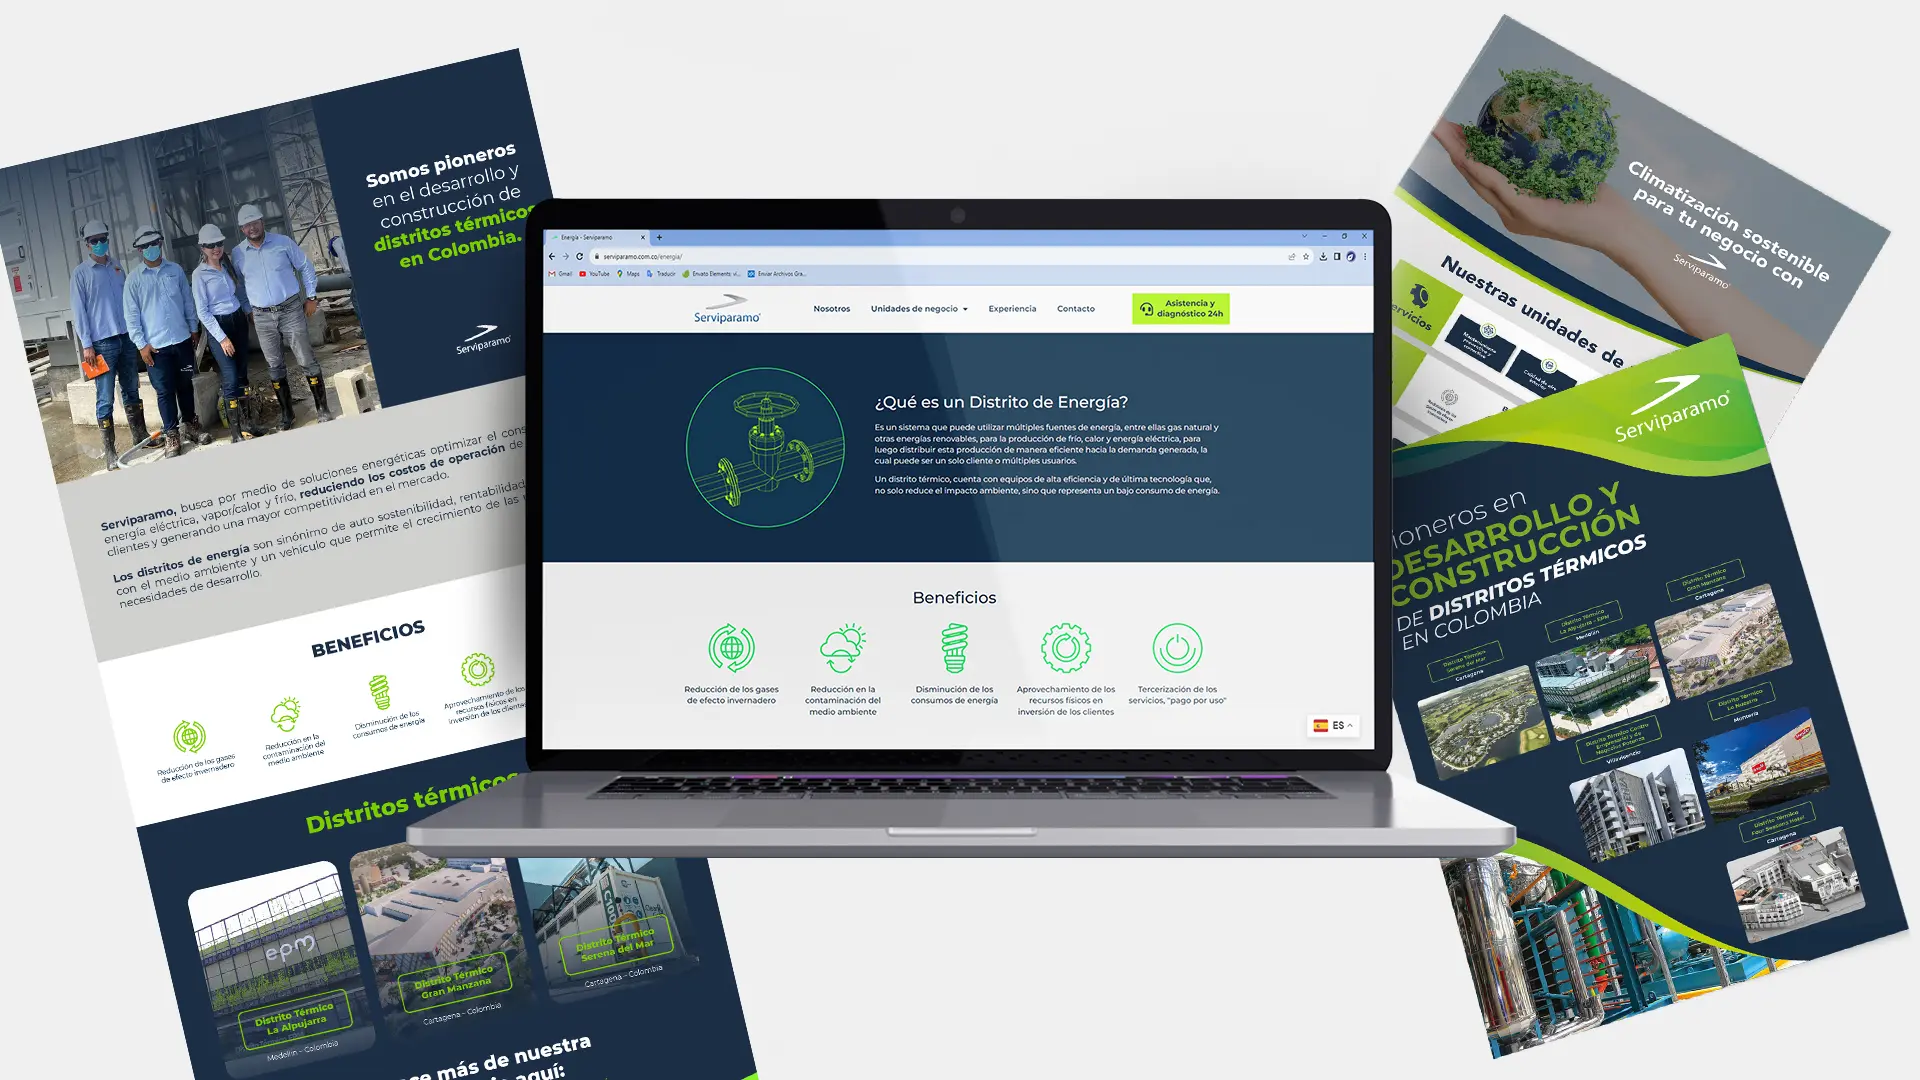 Somos pioneros
en el desarrollo y
construcción de
distritos térmicos
en Colombia.
Serviparamo
Serviparamo, busca por medio de soluciones energéticas optimizar el cons
energía eléctrica, vapor/calor y frío, reduciendo los costos de operación de
clientes y generando una mayor competitividad en el mercado.
Los distritos de energía son sinónimo de auto sostenibilidad, rentabilidad,
con el medio ambiente y un vehículo que permite el crecimiento de las
necesidades de desarrollo.
BENEFICIOS
Reducción de los gases
de efecto invernadero
Reducción en la
contaminación del
medio ambiente
Disminución de los
consumos de energía
Aprovechamiento de los
recursos físicos en
inversión de los clientes
Distritos térmicos
epm
Distrito Térmico
La Alpujarra
Medellín – Colombia
Distrito Térmico
Gran Manzana
Cartagena – Colombia
Distrito Térmico
Serena del Mar
Cartagena – Colombia
ce más de nuestra
aquí:
Energía - Serviparamo
serviparamo.com.co/energia/
Gmail
YouTube
Maps
Traducir
Envato Elements: vi...
Enviar Archivos Gra...
Serviparamo
Nosotros
Unidades de negocio
Experiencia
Contacto
Asistencia y
diagnóstico 24h
¿Qué es un Distrito de Energía?
Es un sistema que puede utilizar múltiples fuentes de energía, entre ellas gas natural y
otras energías renovables, para la producción de frío, calor y energía eléctrica, para
luego distribuir esta producción de manera eficiente hacia la demanda generada, la
cual puede ser un solo cliente o múltiples usuarios.
Un distrito térmico, cuenta con equipos de alta eficiencia y de última tecnología que,
no solo reduce el impacto ambiente, sino que representa un bajo consumo de energía.
Beneficios
Reducción de los gases
de efecto invernadero
Reducción en la
contaminación del
medio ambiente
Disminución de los
consumos de energía
Aprovechamiento de los
recursos físicos en
inversión de los clientes
Tercerización de los
servicios, "pago por uso"
ES
Climatización sostenible
para tu negocio con
Serviparamo
Nuestras unidades de
ervicios
Mantenimiento
preventivo y
correctivo
Calidad de aire
interior
Serviparamo
ioneros en
DESARROLLO Y
CONSTRUCCIÓN
DE DISTRITOS TÉRMICOS
EN COLOMBIA
Distrito Térmico
Serena del Mar
Cartagena
Distrito Térmico
La Alpujarra - EPM
Medellín
Distrito Térmico
Gran Manzana
Cartagena
Distrito Térmico Centro
Empresarial y de
Negocios Primavera
Villavicencio
Distrito Térmico
Lo Nuestro
Montería
Distrito Térmico
Four Seasons Hotel
Cartagena